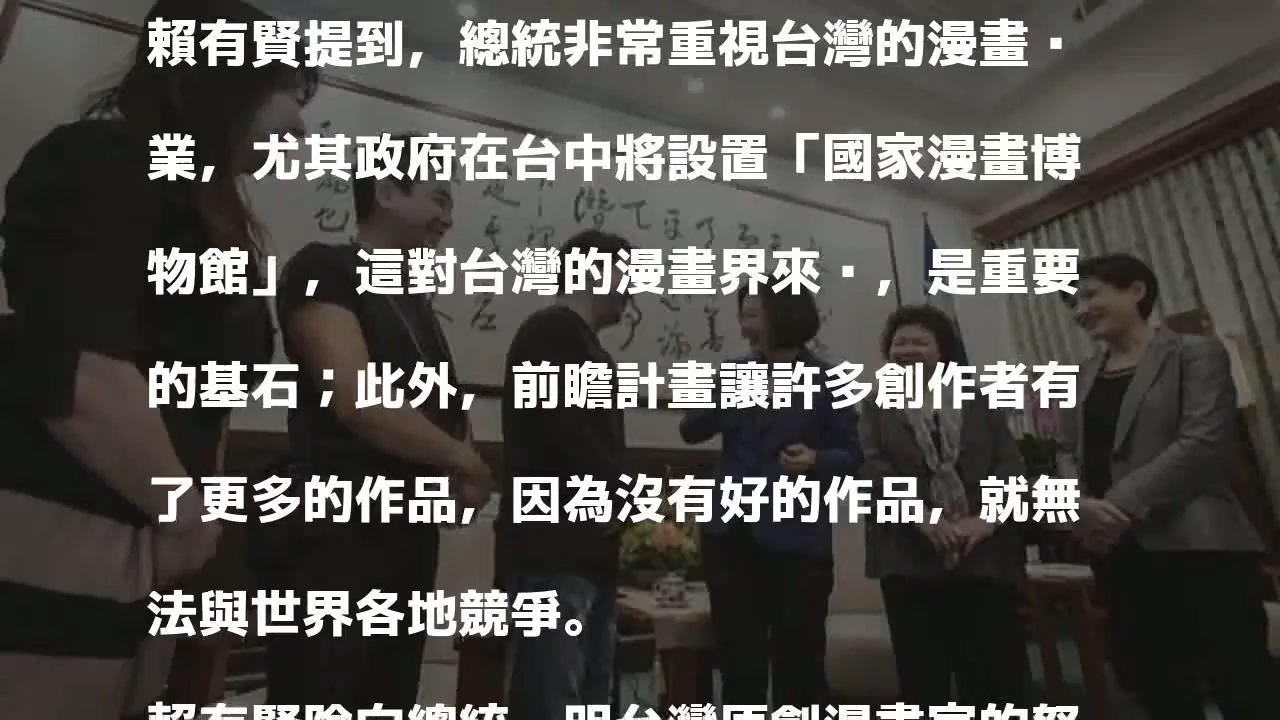 賴有賢提到，總統非常重視台灣的漫畫·
業，尤其政府在台中將設置「國家漫畫博
物館」，這對台灣的漫畫界來·，是重要
的基石；此外，前瞻計畫讓許多創作者有
了更多的作品，因為沒有好的作品，就無
法與世界各地競爭。